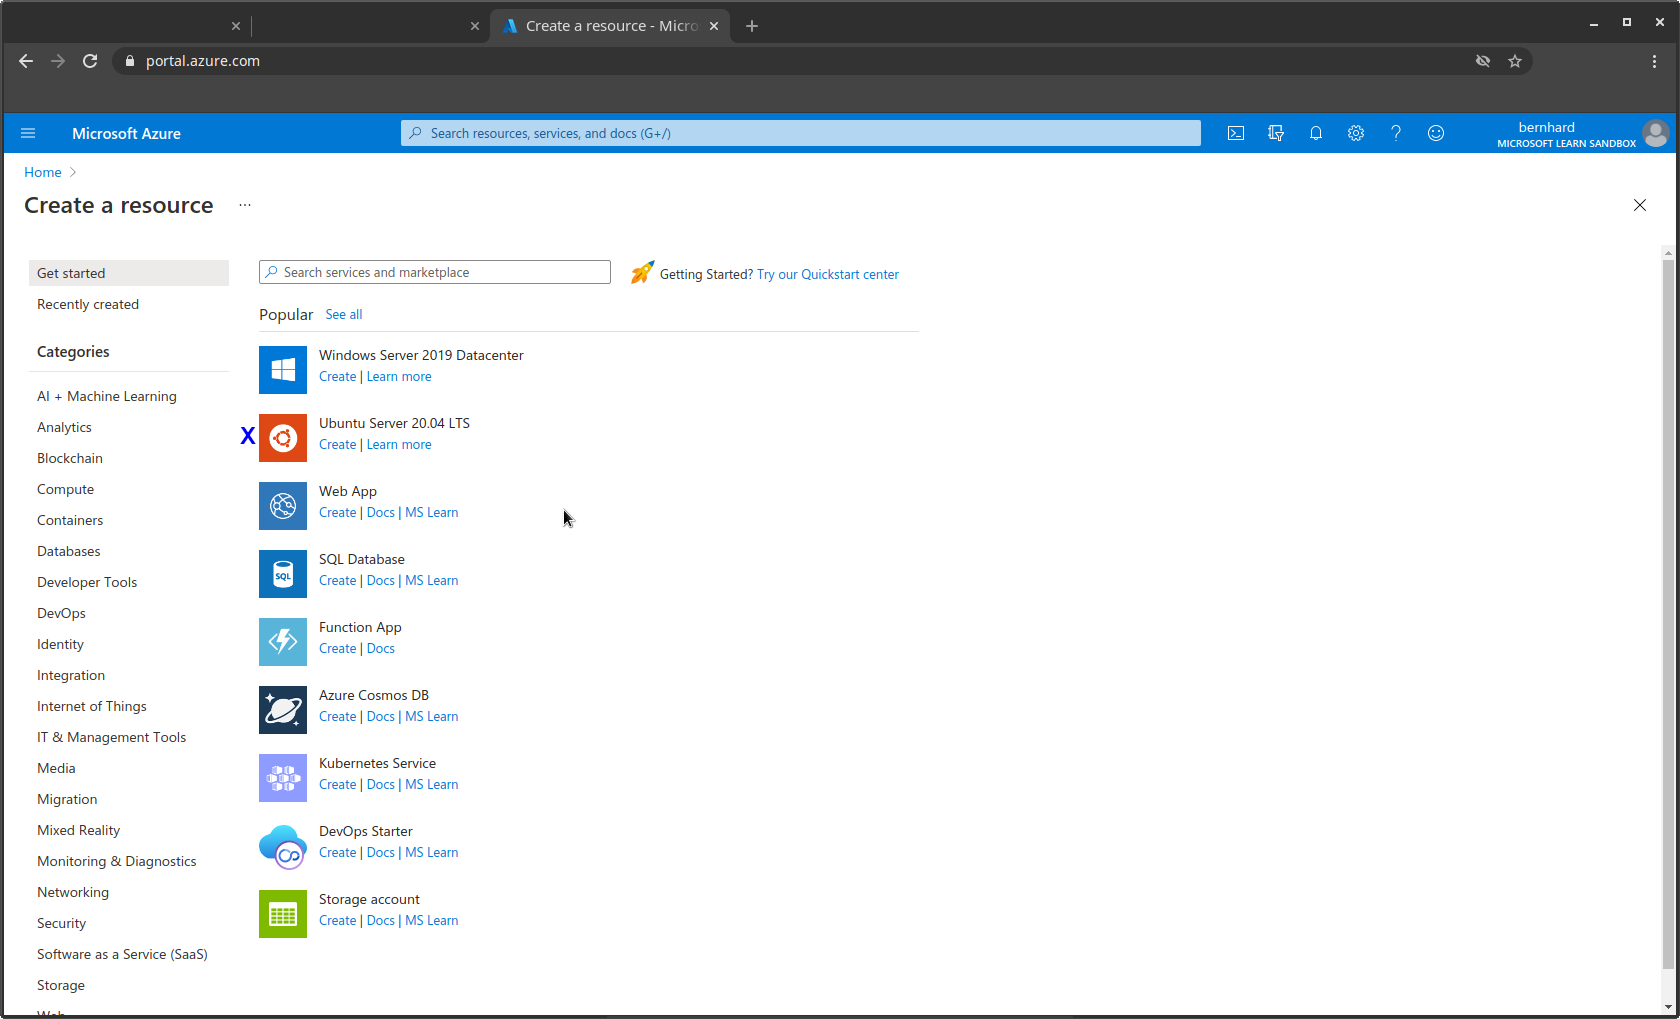 Create a resource - Micro
portal.azure.com
Microsoft Azure
Search resources, services, and docs (G+/)
bernhard
MICROSOFT LEARN SANDBOX
Home
Create a resource ...
Get started
Recently created
Categories
AI + Machine Learning
Analytics
Blockchain
Compute
Containers
Databases
Developer Tools
DevOps
Identity
Integration
Internet of Things
IT & Management Tools
Media
Migration
Mixed Reality
Monitoring & Diagnostics
Networking
Security
Software as a Service (SaaS)
Storage
Search services and marketplace
Getting Started? Try our Quickstart center
Popular See all
Windows Server 2019 Datacenter
Create | Learn more
X
Ubuntu Server 20.04 LTS
Create | Learn more
Web App
Create | Docs | MS Learn
SQL
SQL Database
Create | Docs | MS Learn
Function App
Create | Docs
Azure Cosmos DB
Create | Docs | MS Learn
Kubernetes Service
Create | Docs | MS Learn
DevOps Starter
Create | Docs | MS Learn
Storage account
Create | Docs | MS Learn